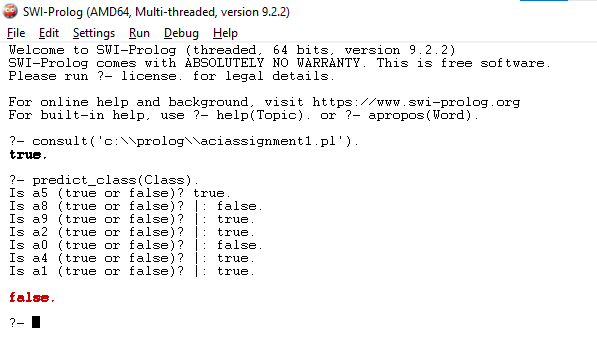 SWI-Prolog (AMD64, Multi-threaded, version 9.2.2)
File Edit Settings Run Debug Help
Welcome to SWI-Prolog (threaded, 64 bits, version 9.2.2)
SWI-Prolog comes with ABSOLUTELY NO WARRANTY. This is free software.
Please run ?- license. for legal details.
For online help and background, visit https://www.swi-prolog.org
For built-in help, use ?- help(Topic). or ?- apropos(Word).
?- consult('c:\\prolog\\aciassignment1.pl').
true.
?- predict_class(Class).
Is a5 (true or false)? true.
Is a8 (true or false)? |: false.
Is a9 (true or false)? |: true.
Is a2 (true or false)? |: true.
Is a0 (true or false)? |: false.
Is a4 (true or false)? |: true.
Is a1 (true or false)? |: true.
false.
?-